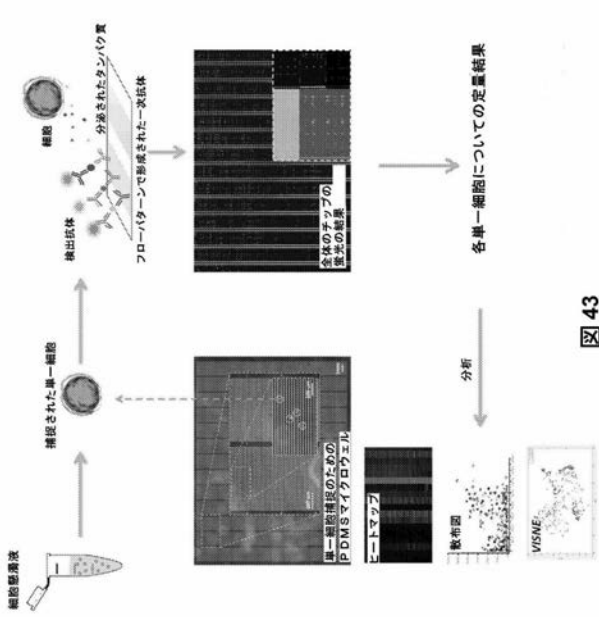 細胞懸濁液
捕捉された単一細胞
検出抗体
細胞
分泌されたタンパク質
フローパターンで形成された一次抗体
単一細胞捕捉のための
PDMSマイクロウェル
全体のチップの
蛍光の結果
各単一細胞についての定量結果
分析
ヒートマップ
散布図
VISNE
図 43